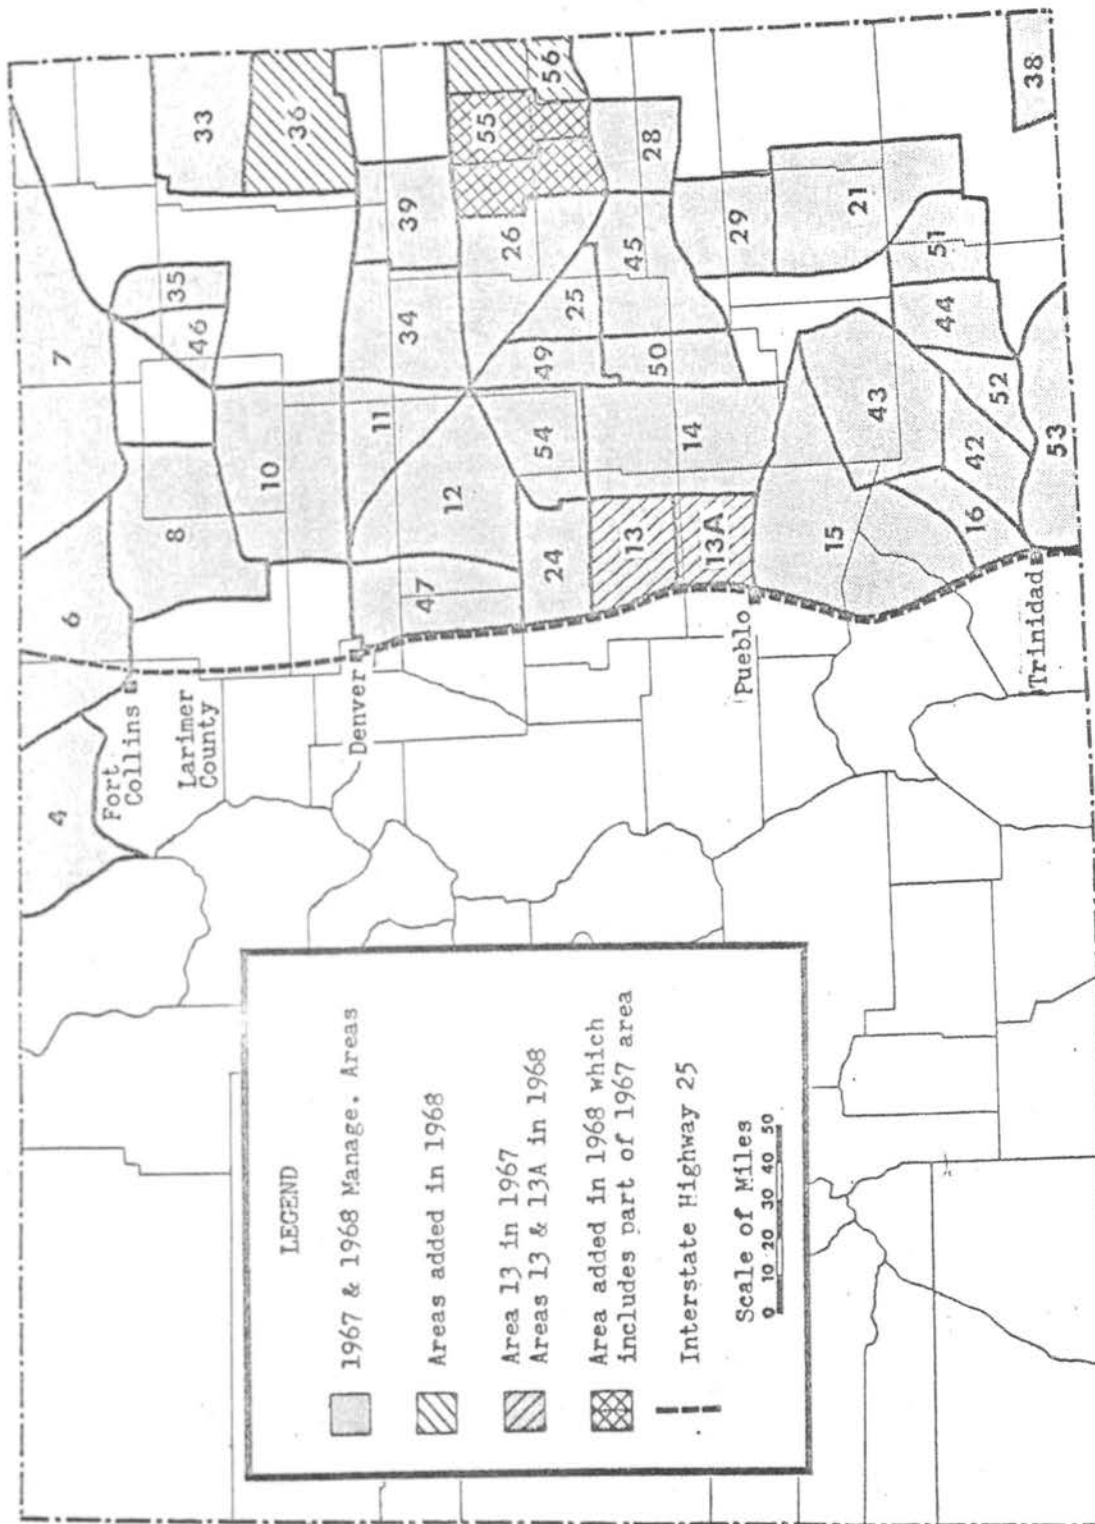 LEGEND
1967 & 1968 Manage. Areas
Areas added in 1968
Area 13 in 1967
Areas 13 & 13A in 1968
Area added in 1968 which
includes part of 1967 area
Interstate Highway 25
Scale of Miles
0 10 20 30 40 50
4
6
7
Fort
Collins
Larimer
County
8
46
35
33
10
36
Denver
11
34
39
47
12
26
55
56
24
54
49
25
13
50
45
28
13A
14
29
Pueblo
15
43
21
16
42
52
44
51
Trinidad
53
38